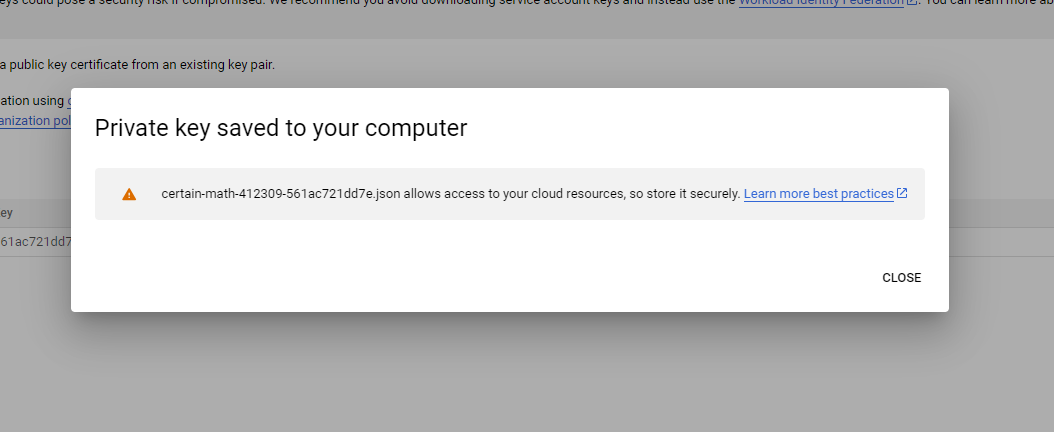 eys could pose a security risk if compromised. We recommend you avoid downloading service account keys and instead use the Workload Identity Federation. You can learn more ab
a public key certificate from an existing key pair.
ation using
anization pol
Private key saved to your computer
certain-math-412309-561ac721dd7e.json allows access to your cloud resources, so store it securely. Learn more best practices
ey
61ac721dd7
CLOSE